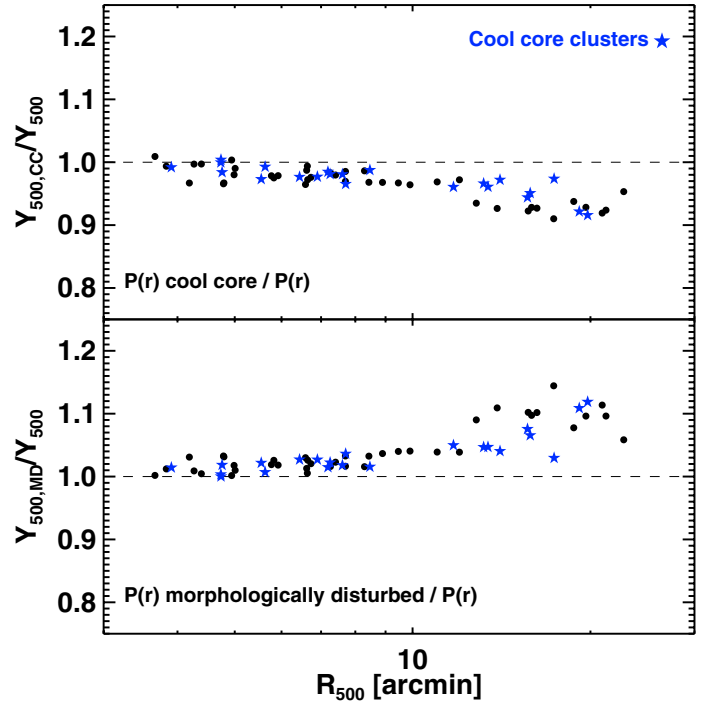 1.2
Cool core clusters
1.1
1.0
0.9
0.8
Y500,CC/Y500
P(r) cool core / P(r)
1.2
1.1
1.0
0.9
0.8
Y500,MD/Y500
P(r) morphologically disturbed / P(r)
10
R500 [arcmin]